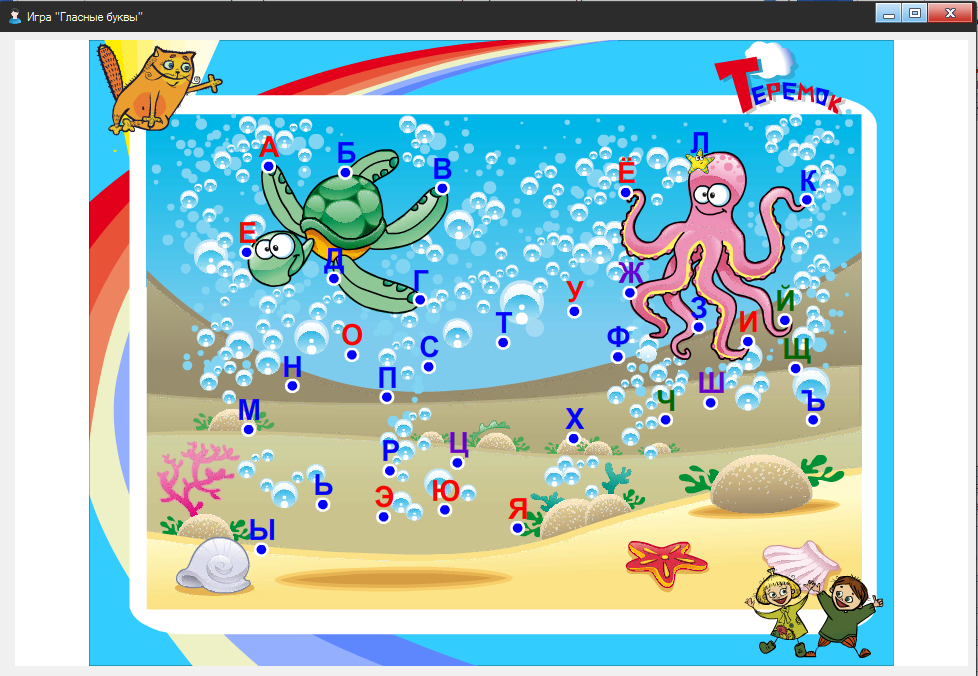 Игра "Гласные буквы"
Теремок
А
Б
В
Л
Ё
К
Е
Д
Г
Ж
У
З
И
Й
О
Т
С
Ф
Щ
Н
П
Ш
М
Ч
Ъ
Х
Р
Ц
Ь
Э
Ю
Я
Ы